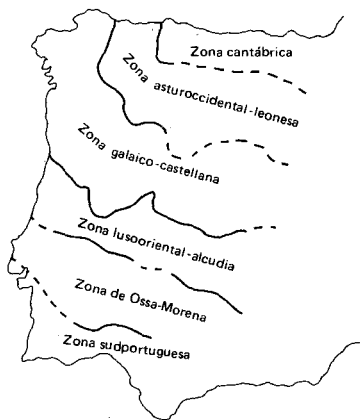 Zona cantábrica
Zona asturoccidental-leonesa
Zona galaico-castellana
Zona lusooriental-alcudia
Zona de Ossa-Morena
Zona sudportuguesa